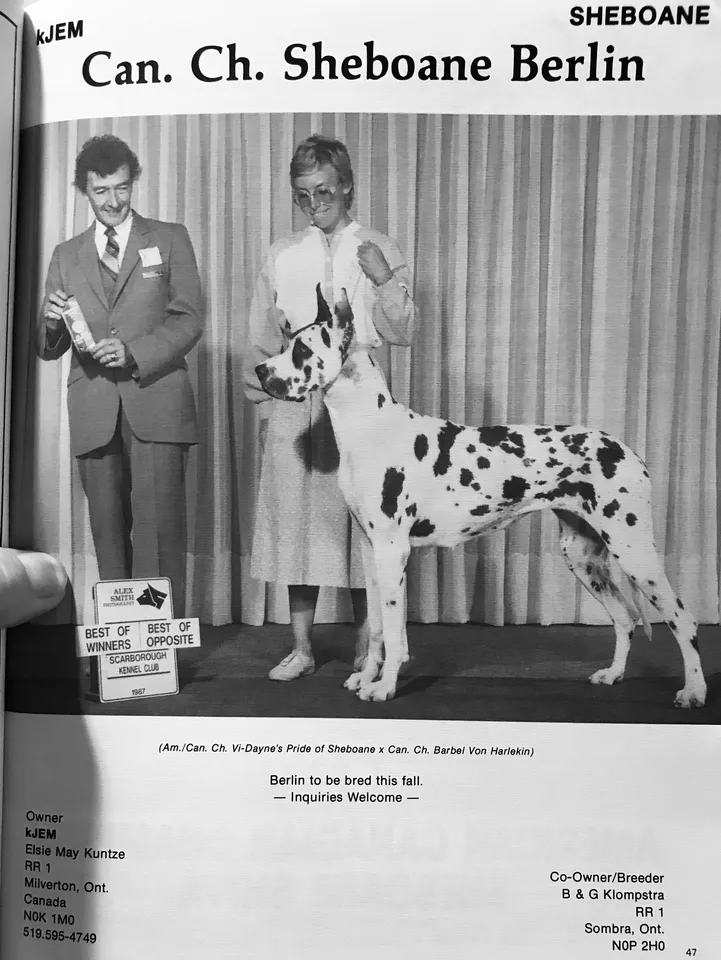 kJEM
SHEBOANE
Can. Ch. Sheboane Berlin
ALEX
SMITH
PHOTOGRAPHY
BEST OF
WINNERS
BEST OF
OPPOSITE
SCARBOROUGH
KENNEL CLUB
1987
(Am./Can. Ch. Vi-Dayne's Pride of Sheboane x Can. Ch. Barbel Von Harlekin)
Berlin to be bred this fall.
— Inquiries Welcome —
Owner
kJEM
Elsie May Kuntze
RR 1
Milverton, Ont.
Canada
N0K 1M0
519.595-4749
Co-Owner/Breeder
B & G Klompstra
RR 1
Sombra, Ont.
N0P 2H0
47